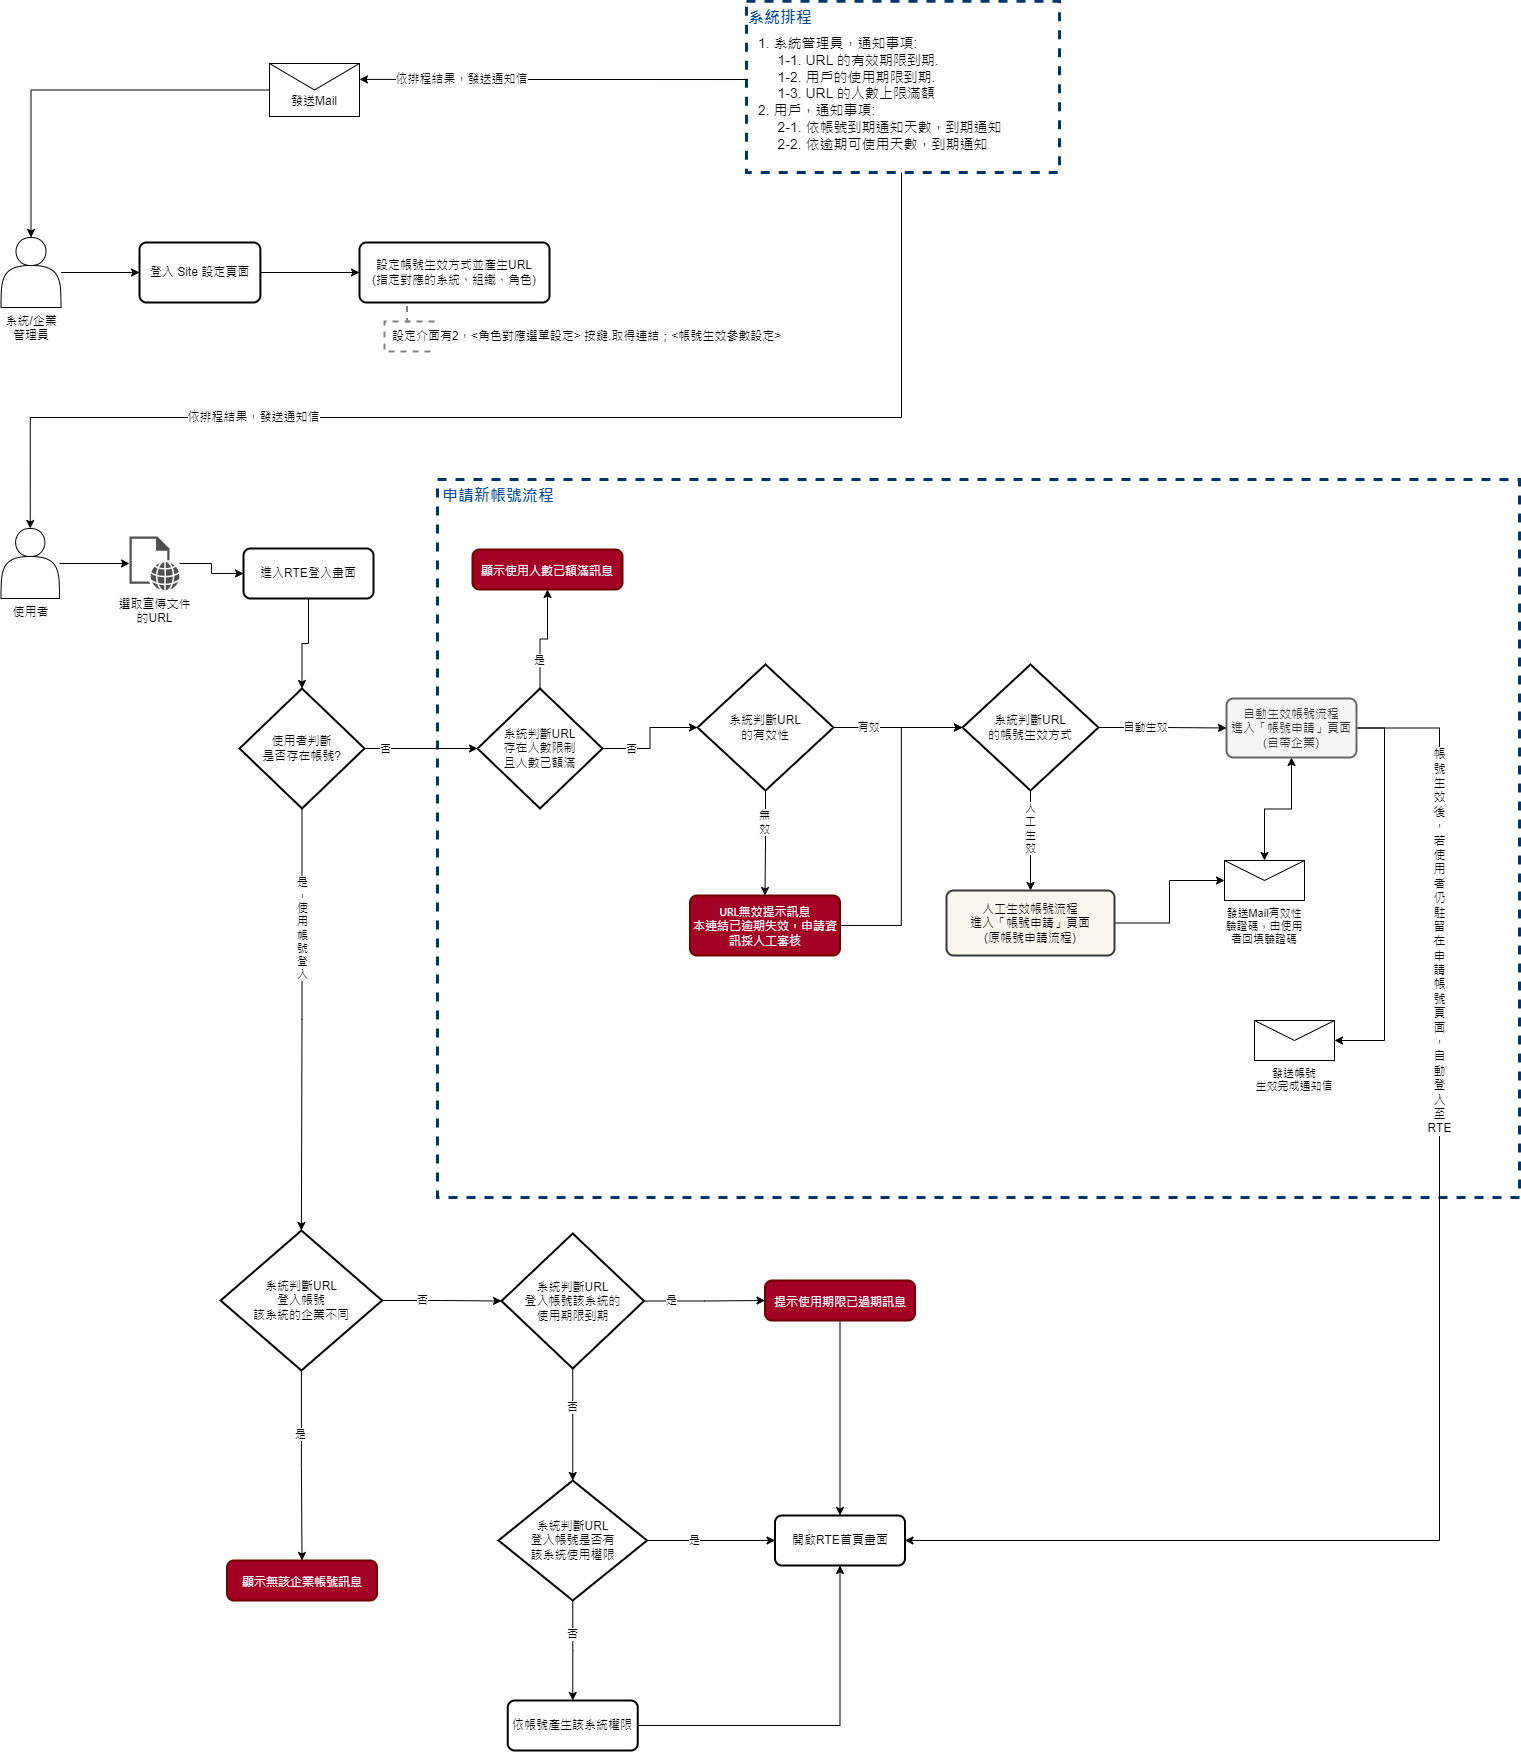 系統排程
1. 系統管理員，通知事項:
1-1. URL 的有效期限到期.
1-2. 用戶的使用期限到期.
1-3. URL 的人數上限滿額
2. 用戶，通知事項:
2-1. 依帳號到期通知天數，到期通知
2-2. 依逾期可使用天數，到期通知
依排程結果，發送通知信
發送Mail
系統/企業
管理員
登入 Site 設定頁面
設定帳號生效方式並產生URL
(指定對應的系統、組織、角色)
設定介面有2，<角色對應選單設定> 按鍵.取得連結；<帳號生效參數設定>
依排程結果，發送通知信
申請新帳號流程
使用者
選取宣傳文件
的URL
進入RTE登入畫面
顯示使用人數已額滿訊息
是
使用者判斷
是否存在帳號?
否
系統判斷URL
存在人數限制
且人數已額滿
否
系統判斷URL
的有效性
有效
系統判斷URL
的帳號生效方式
自動生效
自動生效帳號流程
進入「帳號申請」頁面
(自帶企業)
無
效
人
工
生
效
URL無效提示訊息
本連結已逾期失效，申請資
訊採人工審核
人工生效帳號流程
進入「帳號申請」頁面
(原帳號申請流程)
發送Mail有效性
驗證碼，由使用
者回填驗證碼
發送帳號
生效完成通知信
帳
號
生
效
後
，
若
使
用
者
仍
駐
留
在
申
請
帳
號
頁
面
，
自
動
登
入
至
RTE
是
，
使
用
帳
號
登
入
系統判斷URL
登入帳號
該系統的企業不同
否
系統判斷URL
登入帳號該系統的
使用期限到期
是
提示使用期限已過期訊息
是
否
顯示無該企業帳號訊息
系統判斷URL
登入帳號是否有
該系統使用權限
是
開啟RTE首頁畫面
否
依帳號產生該系統權限